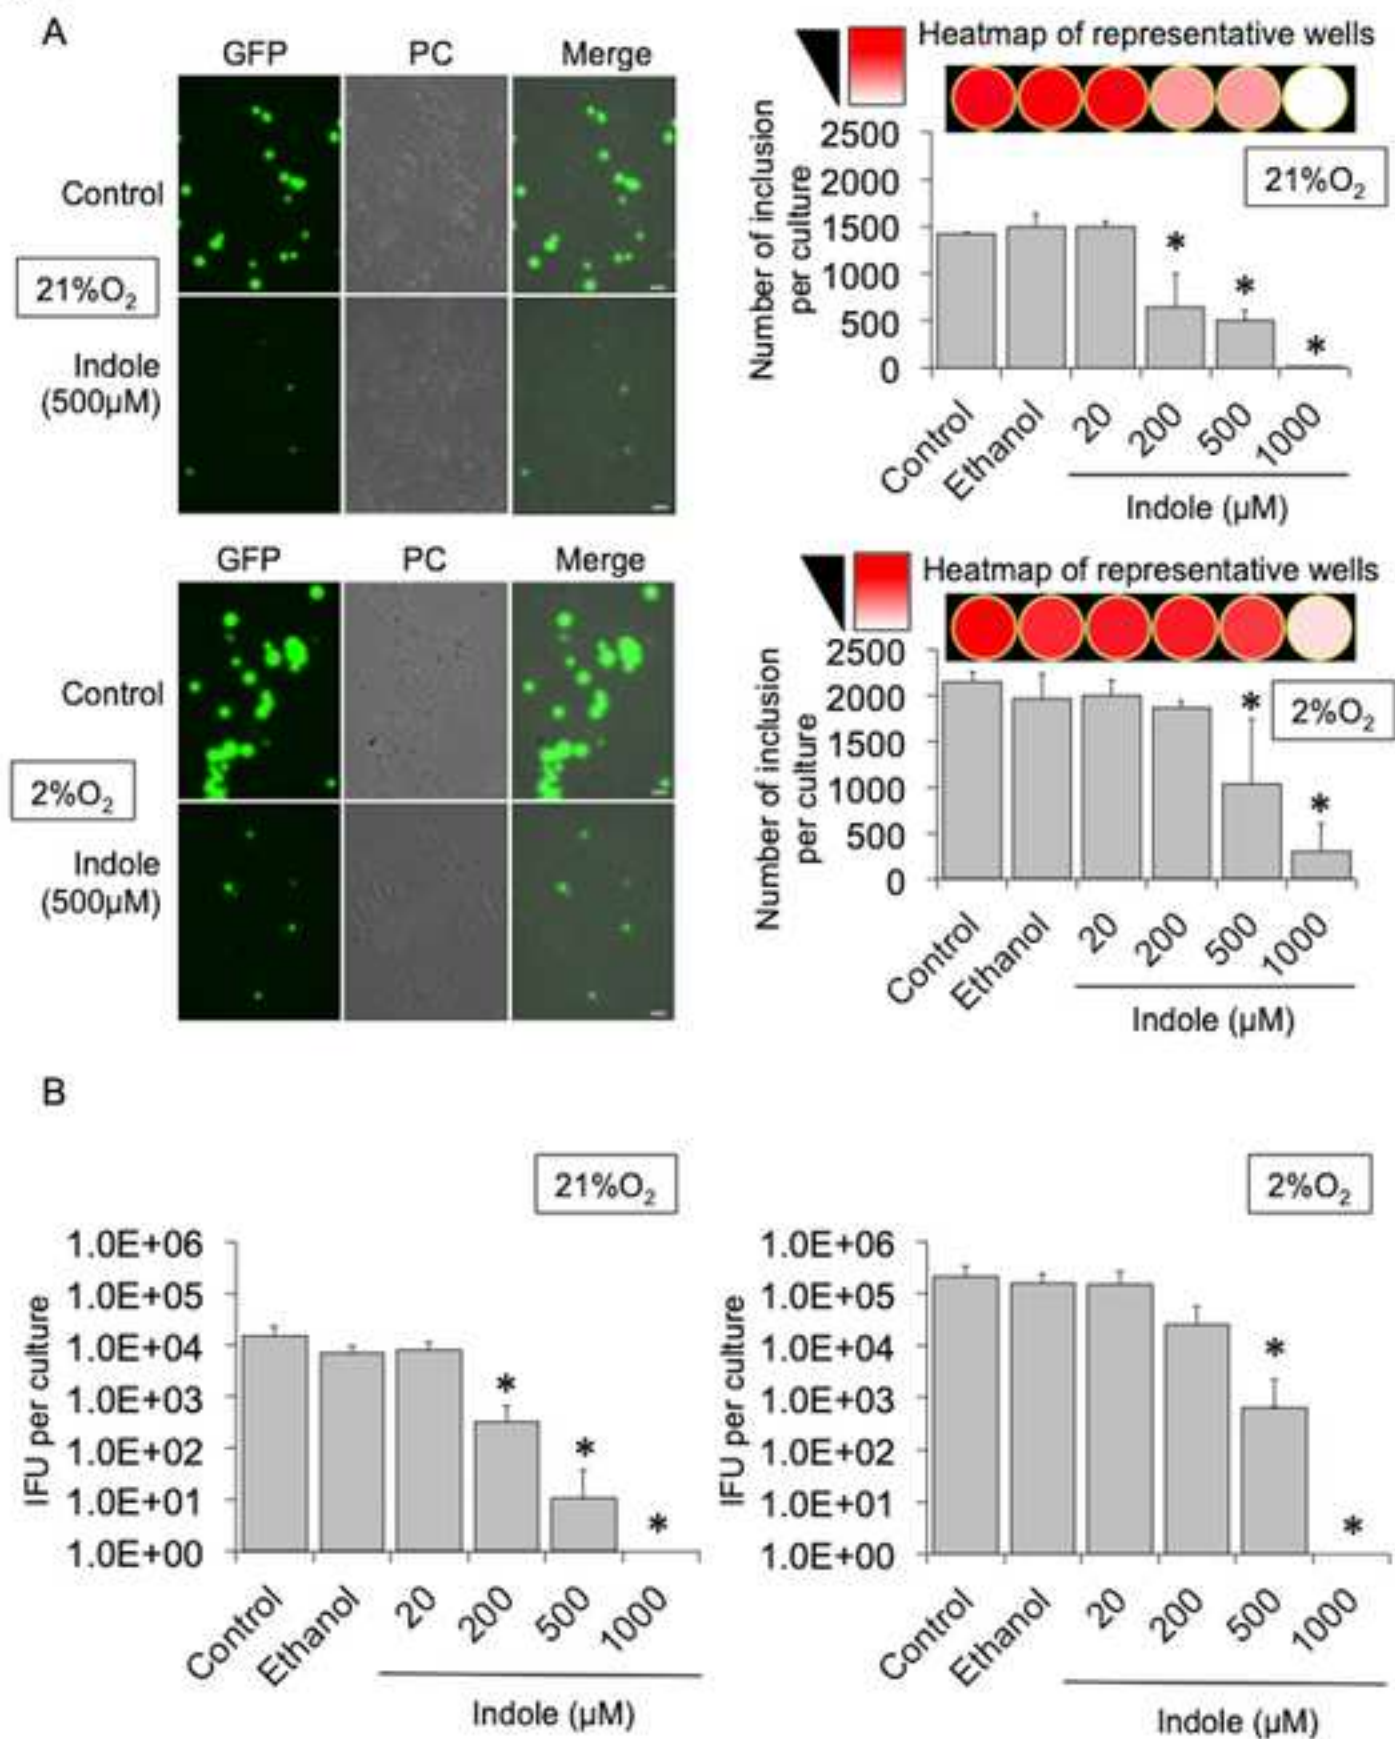 A
GFP PC Merge
Control
21%O₂
Indole
(500µM)
Heatmap of representative wells
Number of inclusion
per culture
2500
2000
1500
1000
500
0
21%O₂
Control Ethanol 20 200 500 1000
Indole (µM)
* * *
GFP PC Merge
Control
2%O₂
Indole
(500µM)
Heatmap of representative wells
Number of inclusion
per culture
2500
2000
1500
1000
500
0
2%O₂
* *
Control Ethanol 20 200 500 1000
Indole (µM)
B
21%O₂
IFU per culture
1.0E+06
1.0E+05
1.0E+04
1.0E+03
1.0E+02
1.0E+01
1.0E+00
* * *
Control Ethanol 20 200 500 1000
Indole (µM)
2%O₂
IFU per culture
1.0E+06
1.0E+05
1.0E+04
1.0E+03
1.0E+02
1.0E+01
1.0E+00
* *
Control Ethanol 20 200 500 1000
Indole (µM)